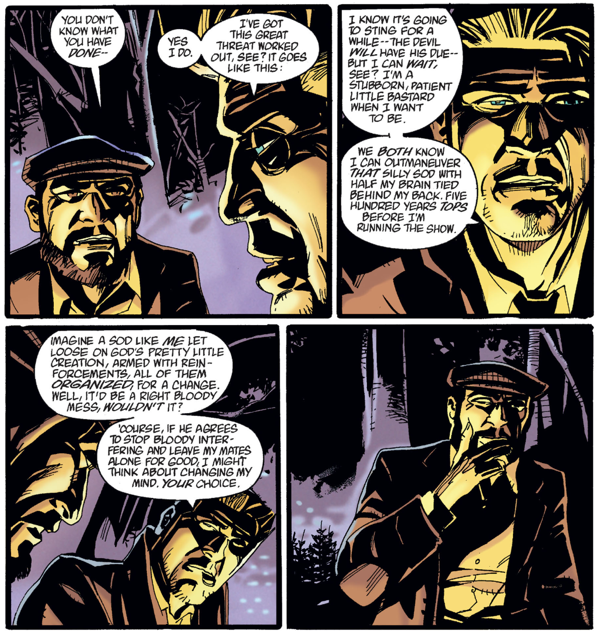 YOU DON'T
KNOW WHAT
YOU HAVE
DONE--
YES
I DO.
I'VE GOT
THIS GREAT
THREAT WORKED
OUT, SEE? IT GOES
LIKE THIS:
I KNOW IT'S GOING
TO STING FOR A
WHILE-- THE DEVIL
WILL HAVE HIS DUE--
BUT I CAN WAIT,
SEE? I'M A
STUBBORN, PATIENT
LITTLE BASTARD
WHEN I WANT
TO BE.
WE BOTH KNOW
I CAN OUTMANEUVER
THAT SILLY SOD WITH
HALF MY BRAIN TIED
BEHIND MY BACK. FIVE
HUNDRED YEARS TOPS
BEFORE I'M
RUNNING THE SHOW.
IMAGINE A SOD LIKE ME LET
LOOSE ON GOD'S PRETTY LITTLE
CREATION, ARMED WITH REIN-
FORCEMENTS, ALL OF THEM
ORGANIZED, FOR A CHANGE.
WELL, IT'D BE A RIGHT BLOODY
MESS, WOULDN'T IT?
'COURSE, IF HE AGREES
TO STOP BLOODY INTER-
FERING AND LEAVE MY MATES
ALONE FOR GOOD, I MIGHT
THINK ABOUT CHANGING MY
MIND. YOUR CHOICE.